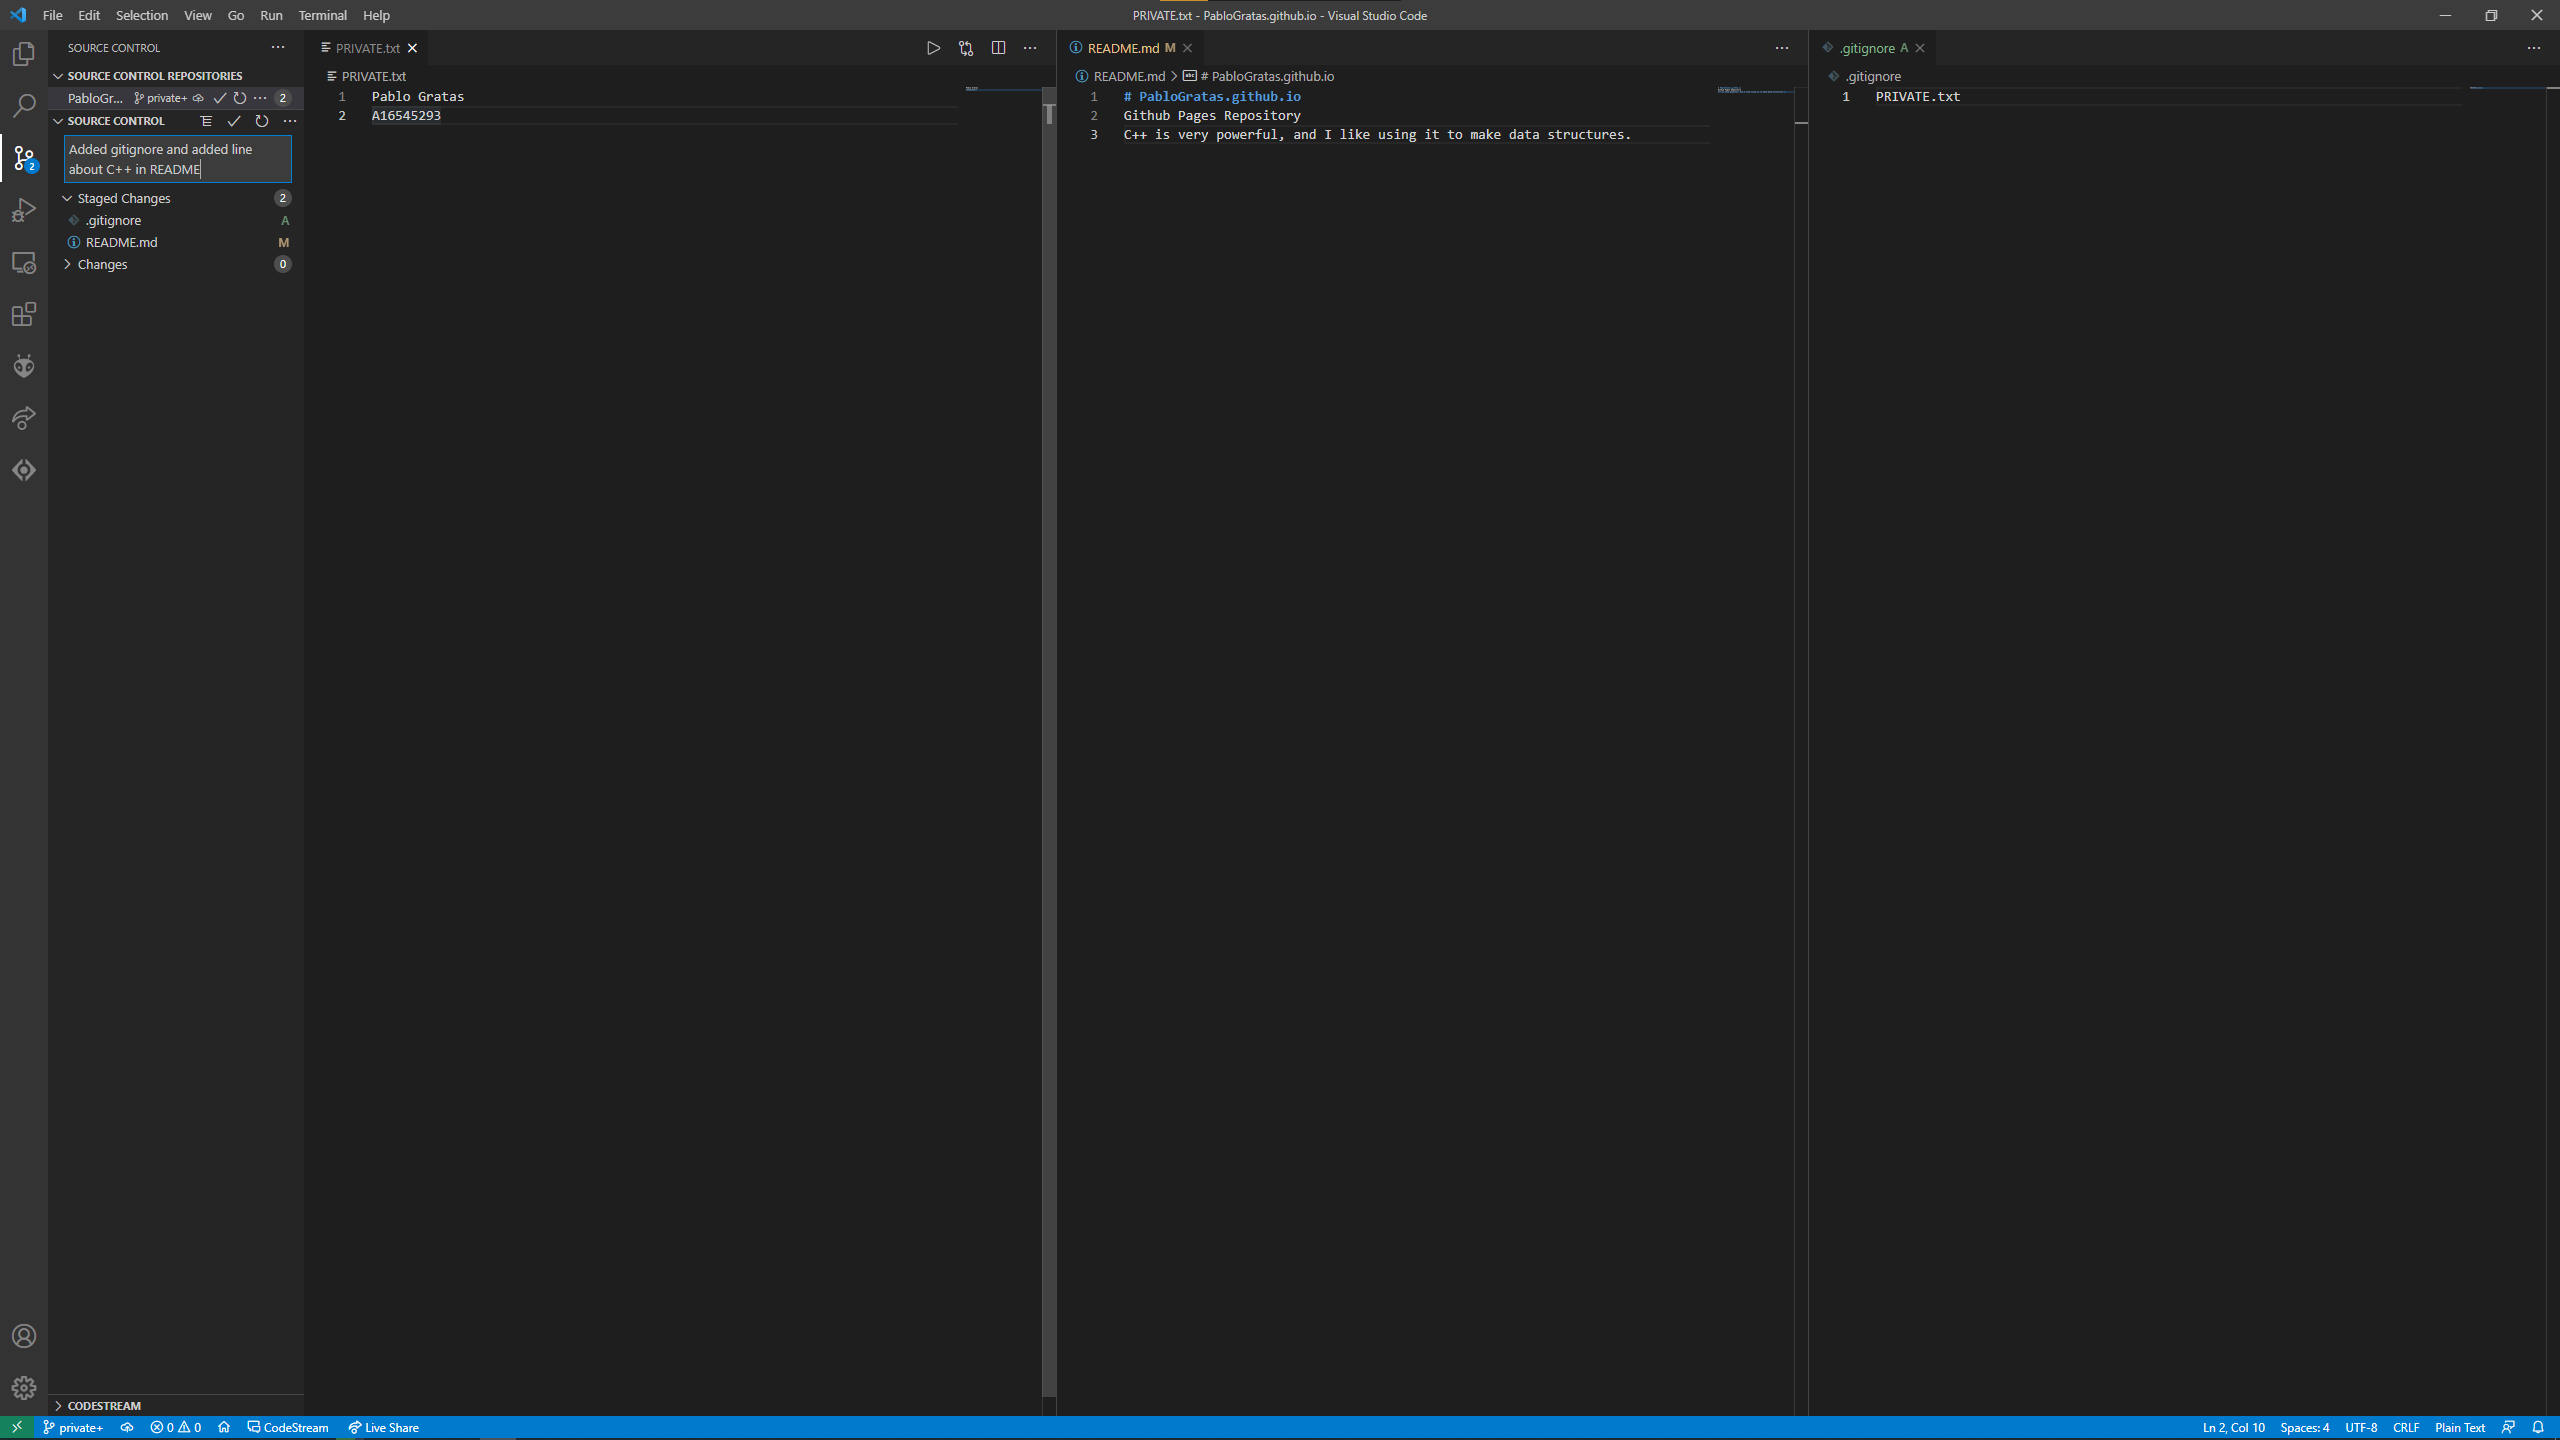 File Edit Selection View Go Run Terminal Help
PRIVATE.txt - PabloGratas.github.io - Visual Studio Code
SOURCE CONTROL
SOURCE CONTROL REPOSITORIES
PabloGr... private+ 2
SOURCE CONTROL
Added gitignore and added line
about C++ in README
Staged Changes 2
.gitignore A
README.md M
Changes 0
2
CODESTREAM
PRIVATE.txt
PRIVATE.txt
1 Pablo Gratas
2 A16545293
README.md M
README.md > # PabloGratas.github.io
1 # PabloGratas.github.io
2 Github Pages Repository
3 C++ is very powerful, and I like using it to make data structures.
.gitignore A
.gitignore
1 PRIVATE.txt
private+ 0 0 CodeStream Live Share
Ln 2, Col 10 Spaces: 4 UTF-8 CRLF Plain Text